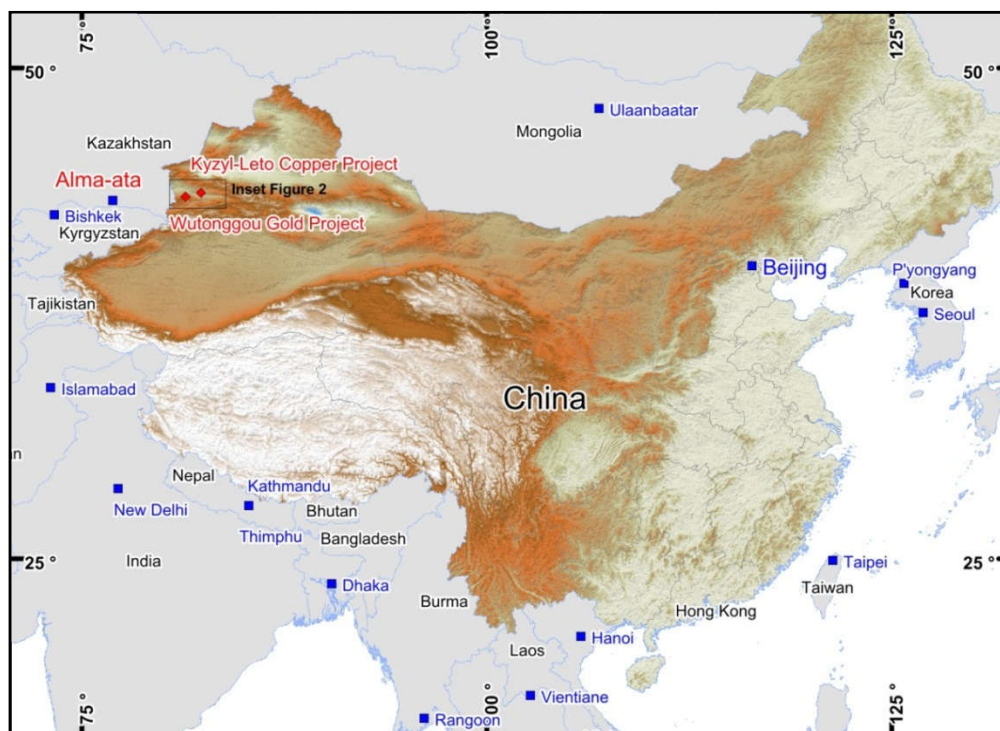 75°
100°
125°
50 °
50 °
Ulaanbaatar
Mongolia
Kazakhstan
Kyzyl-Leto Copper Project
Alma-ata
Inset Figure 2
Bishkek
Wutonggou Gold Project
Kyrgyzstan
Beijing
P'yongyang
Korea
Tajikistan
Seoul
Islamabad
China
an
Nepal
Kathmandu
New Delhi
Bhutan
Thimphu
Bangladesh
India
25 °
Taipei
25 °
Dhaka
Taiwan
Burma
Hong Kong
Hanoi
Laos
Vientiane
Rangoon
75°
00°
125°